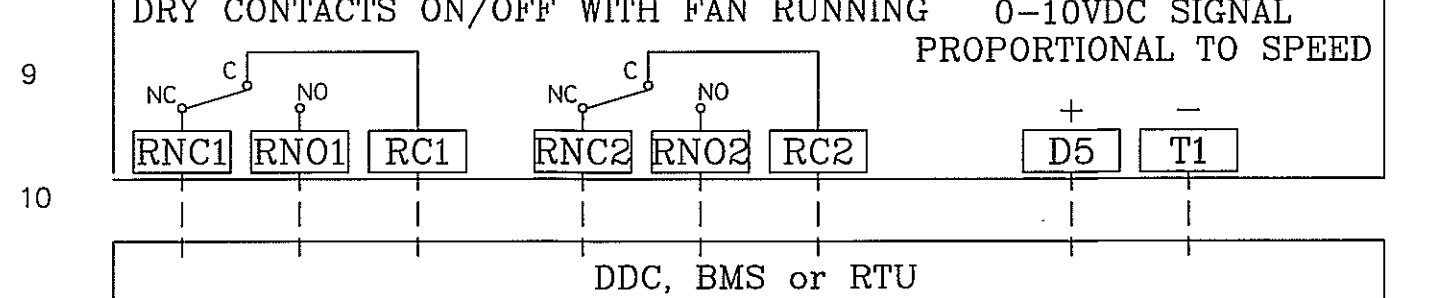 DRY CONTACTS ON/OFF WITH FAN RUNNING
0-10VDC SIGNAL
PROPORTIONAL TO SPEED
9
NC C NO
NC C NO
+ −
RNC1 RNO1 RC1 RNC2 RNO2 RC2 D5 T1
10
DDC, BMS or RTU